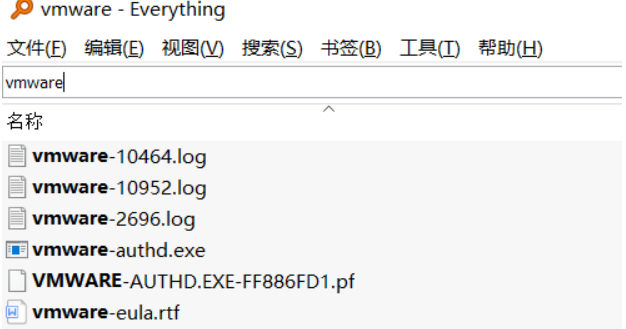 vmware - Everything
文件(F) 编辑(E) 视图(V) 搜索(S) 书签(B) 工具(T) 帮助(H)
vmware
名称
vmware-10464.log
vmware-10952.log
vmware-2696.log
vmware-authd.exe
VMWARE-AUTHD.EXE-FF886FD1.pf
vmware-eula.rtf